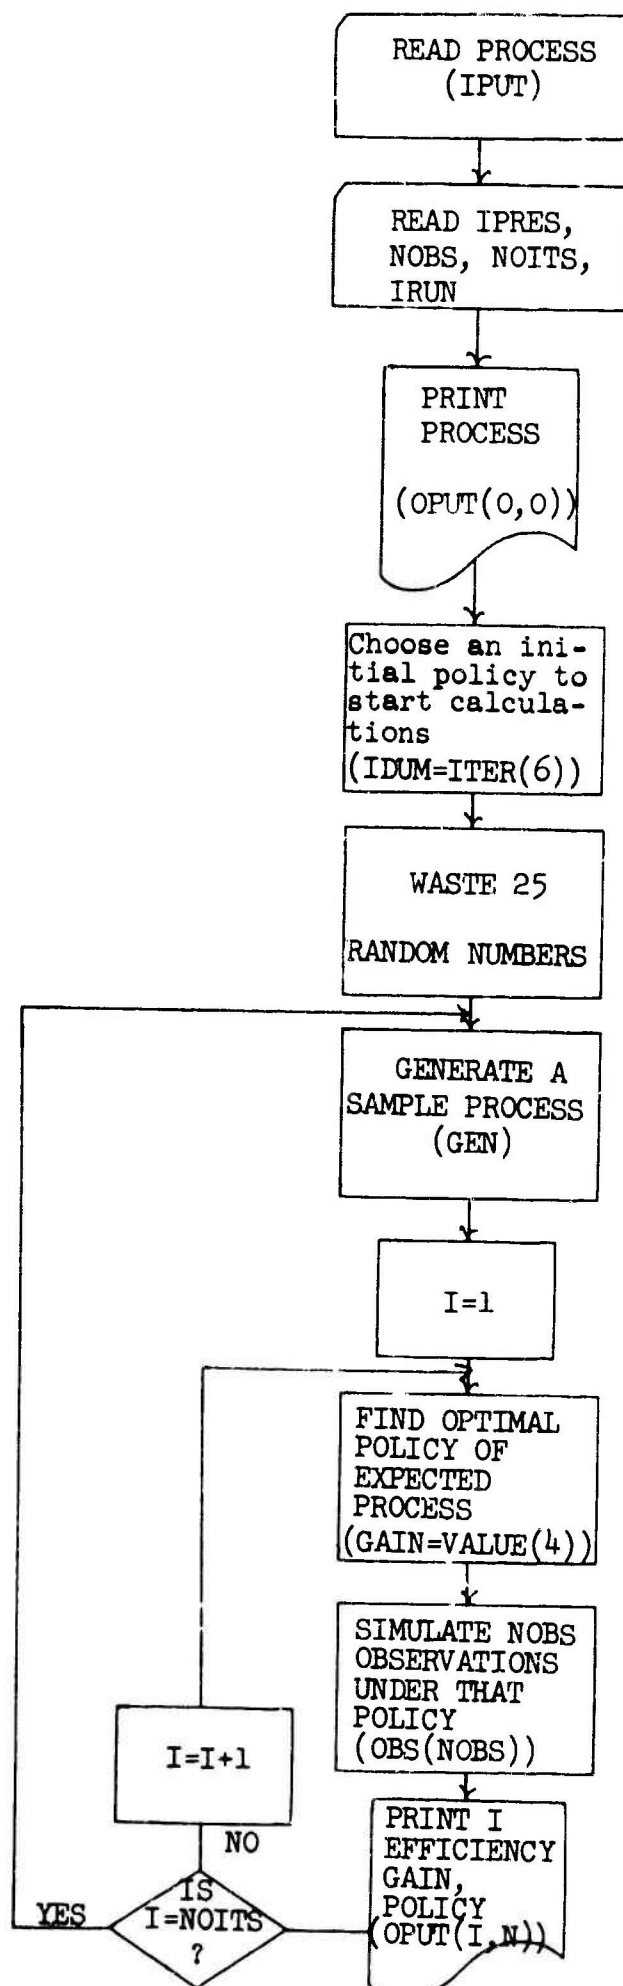 READ PROCESS
(IPUT)
READ IPRES,
NOBS, NOITS,
IRUN
PRINT
PROCESS
(OPUT(0,0))
Choose an ini-
tial policy to
start calcula-
tions
(IDUM=ITER(6))
WASTE 25
RANDOM NUMBERS
GENERATE A
SAMPLE PROCESS
(GEN)
I=1
FIND OPTIMAL
POLICY OF
EXPECTED
PROCESS
(GAIN=VALUE(4))
SIMULATE NOBS
OBSERVATIONS
UNDER THAT
POLICY
(OBS(NOBS))
I=I+1
PRINT I
EFFICIENCY
GAIN,
POLICY
(OPUT(I,N))
NO
IS
I=NOITS
?
YES